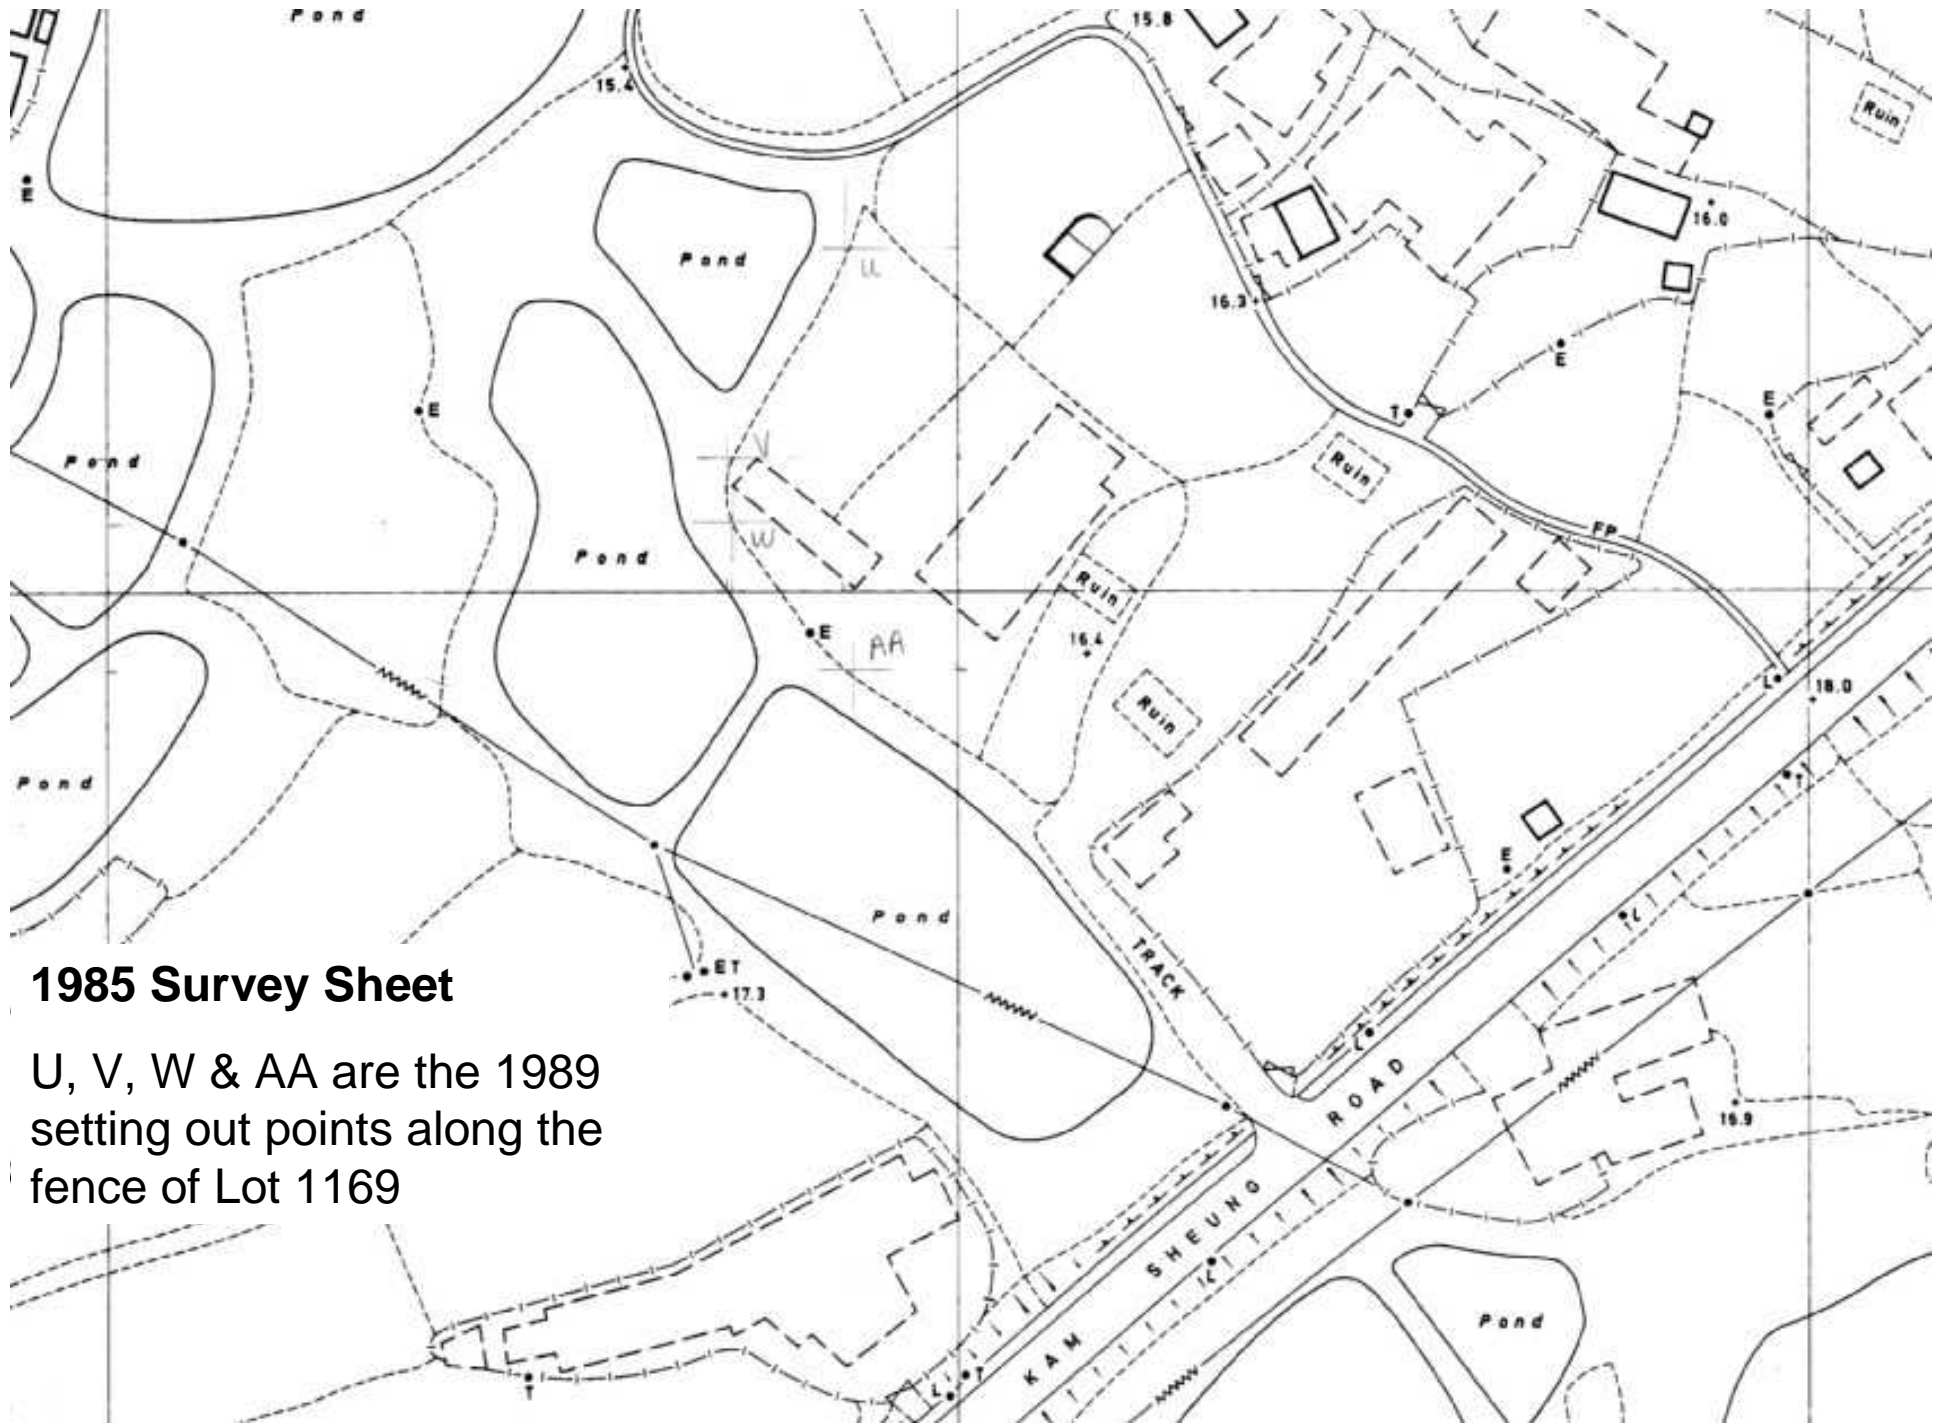 Pond
15.8
15.4
Ruin
E
Pond
U
16.0
16.3
E
E
T
E
Pond
V
Ruin
W
Pond
FP
Ruin
E
AA
16.4
L
18.0
Ruin
Pond
T
E
Pond
L
TRACK
ET
17.3
1985 Survey Sheet
U, V, W & AA are the 1989
setting out points along the
fence of Lot 1169
L
KAM SHEUNG ROAD
16.9
L
Pond
T
L
T